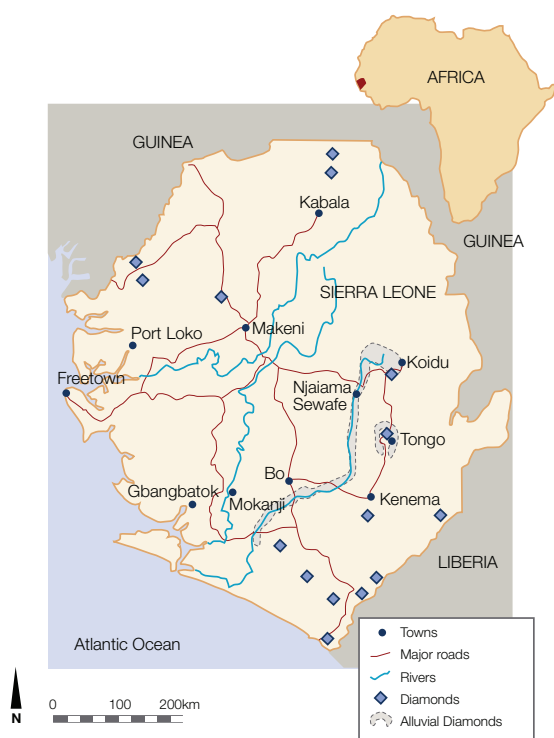 AFRICA
GUINEA
Kabala
GUINEA
SIERRA LEONE
Makeni
Port Loko
Koidu
Freetown
Njaiama
Sewafe
Tongo
Bo
Gbangbatok
Mokanji
Kenema
LIBERIA
Atlantic Ocean
Towns
Major roads
Rivers
Diamonds
Alluvial Diamonds
N
0 100 200km